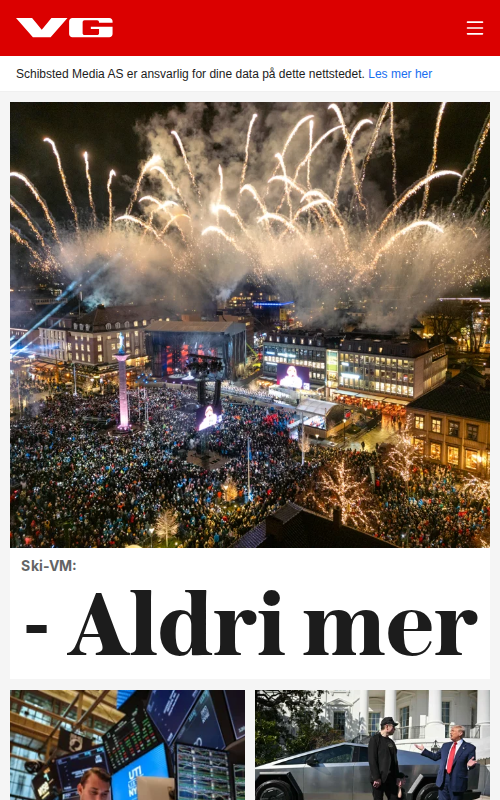 VG
Schibsted Media AS er ansvarlig for dine data på dette nettstedet. Les mer her
Ski-VM:
- Aldri mer